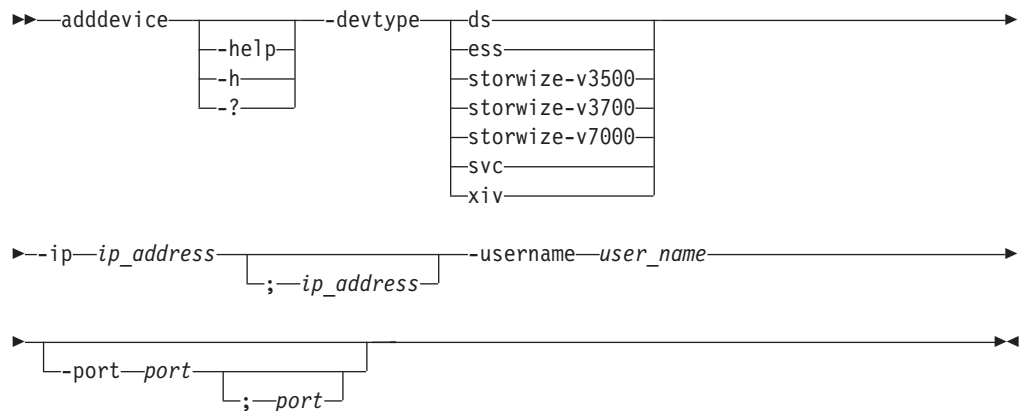 adddevice -devtype ds
-help ess
-h storwize-v3500
-? storwize-v3700
storwize-v7000
svc
xiv
-ip ip_address -username user_name
; ip_address
-port port
; port